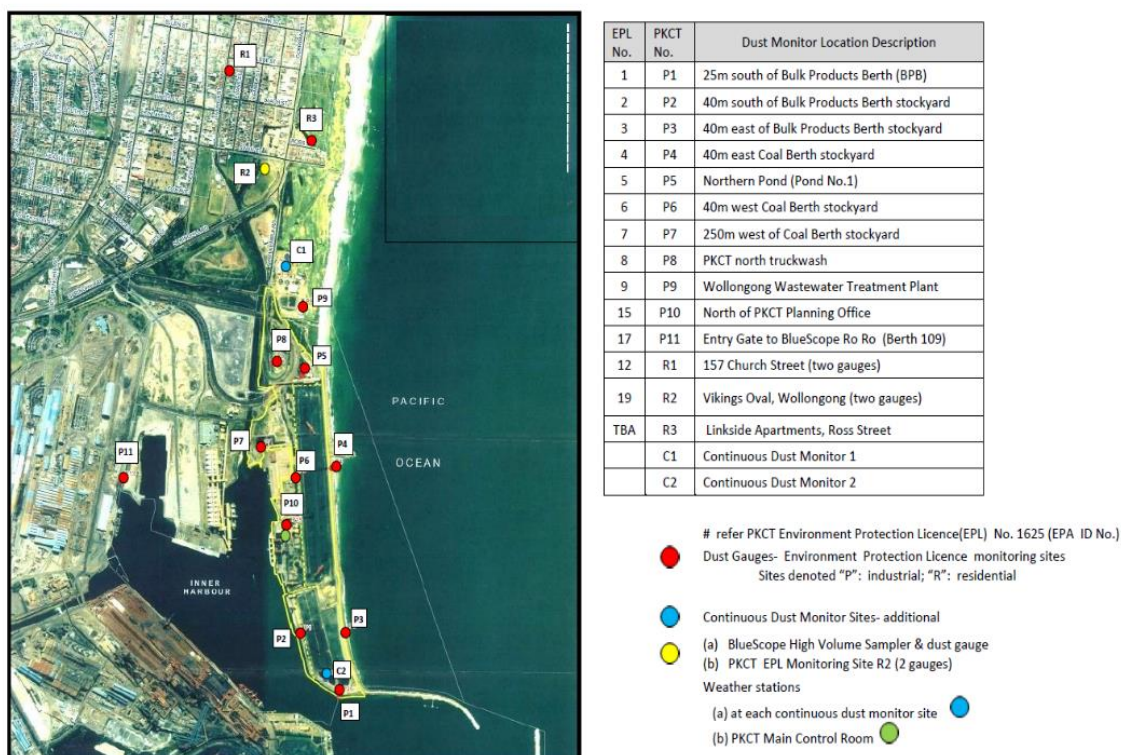 R1
R3
R2
C1
P9
P8
P5
P7
P4
P11
P6
P10
PACIFIC
OCEAN
INNER
HARBOUR
P2
P3
C2
P1
EPL No. PKCT No. Dust Monitor Location Description
1 P1 25m south of Bulk Products Berth (BPB)
2 P2 40m south of Bulk Products Berth stockyard
3 P3 40m east of Bulk Products Berth stockyard
4 P4 40m east Coal Berth stockyard
5 P5 Northern Pond (Pond No.1)
6 P6 40m west Coal Berth stockyard
7 P7 250m west of Coal Berth stockyard
8 P8 PKCT north truckwash
9 P9 Wollongong Wastewater Treatment Plant
15 P10 North of PKCT Planning Office
17 P11 Entry Gate to BlueScope Ro Ro (Berth 109)
12 R1 157 Church Street (two gauges)
19 R2 Vikings Oval, Wollongong (two gauges)
TBA R3 Linkside Apartments, Ross Street
C1 Continuous Dust Monitor 1
C2 Continuous Dust Monitor 2
# refer PKCT Environment Protection Licence(EPL) No. 1625 (EPA ID No.)
Dust Gauges- Environment Protection Licence monitoring sites
Sites denoted "P": industrial; "R": residential
Continuous Dust Monitor Sites- additional
(a) BlueScope High Volume Sampler & dust gauge
(b) PKCT EPL Monitoring Site R2 (2 gauges)
Weather stations
(a) at each continuous dust monitor site
(b) PKCT Main Control Room